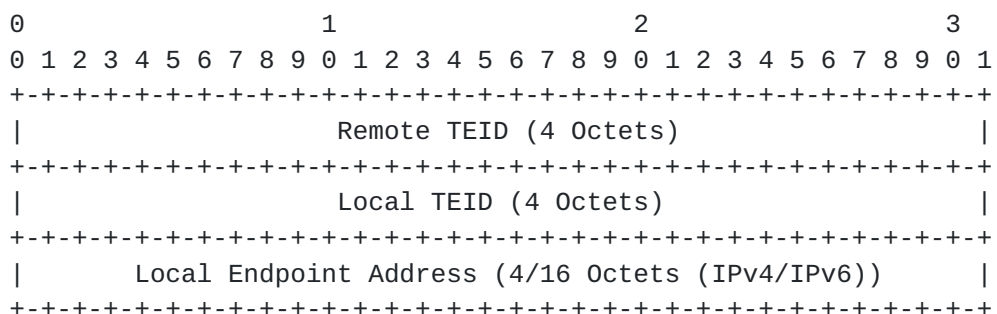 0                   1                   2                   3
0 1 2 3 4 5 6 7 8 9 0 1 2 3 4 5 6 7 8 9 0 1 2 3 4 5 6 7 8 9 0 1
+-+-+-+-+-+-+-+-+-+-+-+-+-+-+-+-+-+-+-+-+-+-+-+-+-+-+-+-+-+-+-+
|                    Remote TEID (4 Octets)                   |
+-+-+-+-+-+-+-+-+-+-+-+-+-+-+-+-+-+-+-+-+-+-+-+-+-+-+-+-+-+-+-+
|                    Local TEID (4 Octets)                    |
+-+-+-+-+-+-+-+-+-+-+-+-+-+-+-+-+-+-+-+-+-+-+-+-+-+-+-+-+-+-+-+
|       Local Endpoint Address (4/16 Octets (IPv4/IPv6))      |
+-+-+-+-+-+-+-+-+-+-+-+-+-+-+-+-+-+-+-+-+-+-+-+-+-+-+-+-+-+-+-+